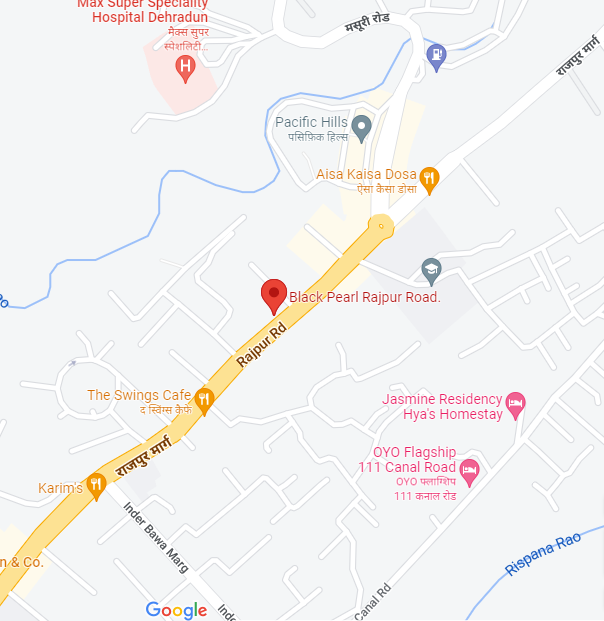 Max Super Speciality
Hospital Dehradun
मैक्स सुपर
स्पेशलिटी...
मसूरी रोड
राजपुर मार्ग
Pacific Hills
पसिफ़िक हिल्स
Aisa Kaisa Dosa
ऐसा कैसा डोसा
Black Pearl Rajpur Road.
Rajpur Rd
The Swings Cafe
द स्विंग्स कैफे
Jasmine Residency
Hya's Homestay
OYO Flagship
111 Canal Road
OYO फ्लाग्शिप
111 कनाल रोड
राजपुर मार्ग
Karim's
Inder Bawa Marg
Rispana Rao
n & Co.
Canal Rd
Google
Inde